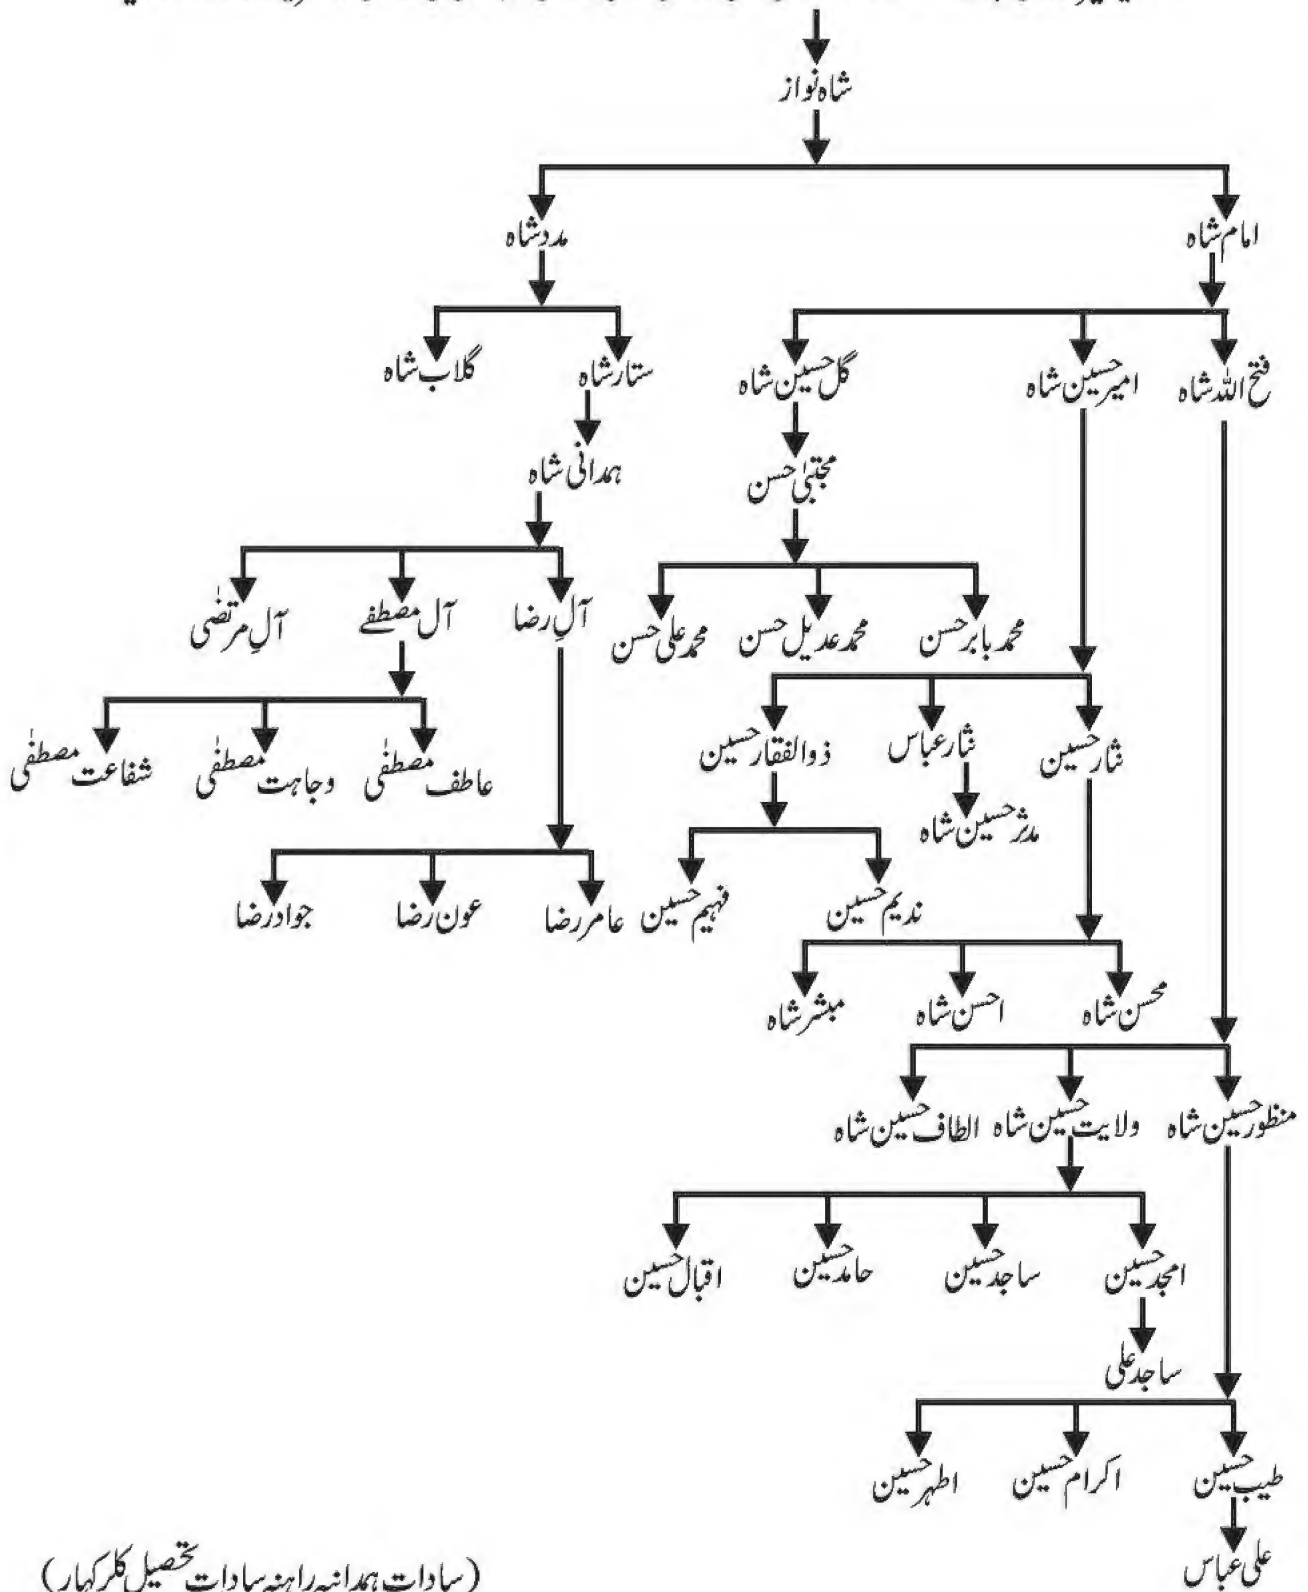 شاہ نواز
امام شاہ مدد شاہ
فتح اللہ شاہ امیر حسین شاہ گل حسین شاہ ستار شاہ گلاب شاہ
مجتبیٰ حسن ہمدانی شاہ
محمد بابر حسن محمد عدیل حسن محمد علی حسن آلِ رضا آل مصطفے آلِ مرتضٰی
نثار حسین نثار عباس ذوالفقار حسین عاطف مصطفٰی وجاہت مصطفٰی شفاعت مصطفٰی
مدثر حسین شاہ
ندیم حسین فہیم حسین عامر رضا عون رضا جواد رضا
محسن شاہ احسن شاہ مبشر شاہ
منظور حسین شاہ ولایت حسین شاہ الطاف حسین شاہ
امجد حسین ساجد حسین حامد حسین اقبال حسین
ساجد علی
طیب حسین اکرام حسین اطہر حسین
علی عباس
(سادات ہمدانیہ راہنہ سادات تحصیل کلر کہار)